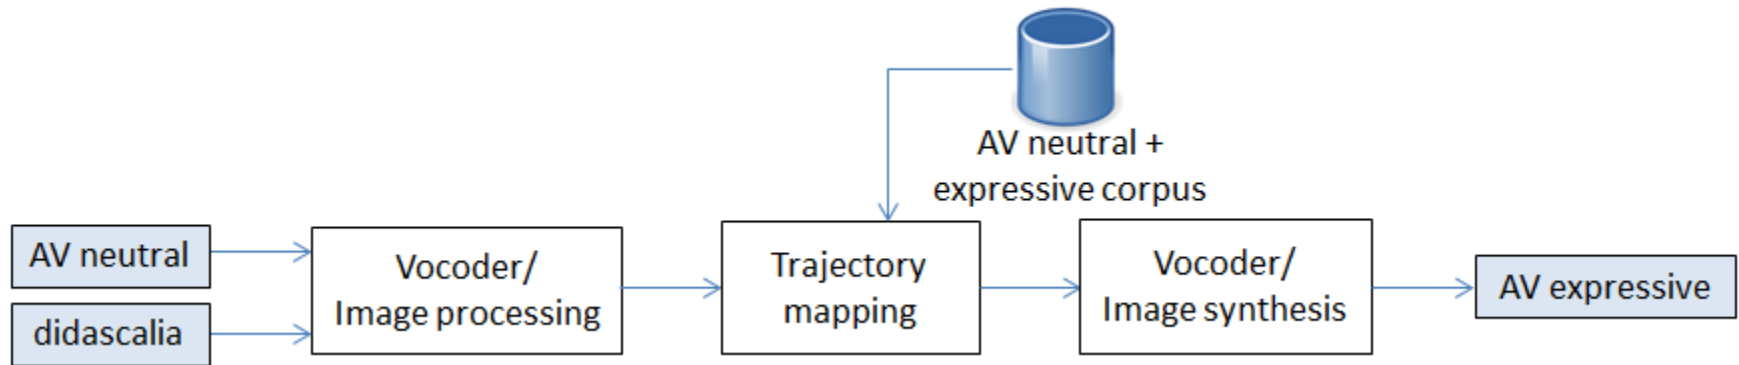 AV neutral +
expressive corpus
AV neutral
didascalia
Vocoder/
Image processing
Trajectory
mapping
Vocoder/
Image synthesis
AV expressive